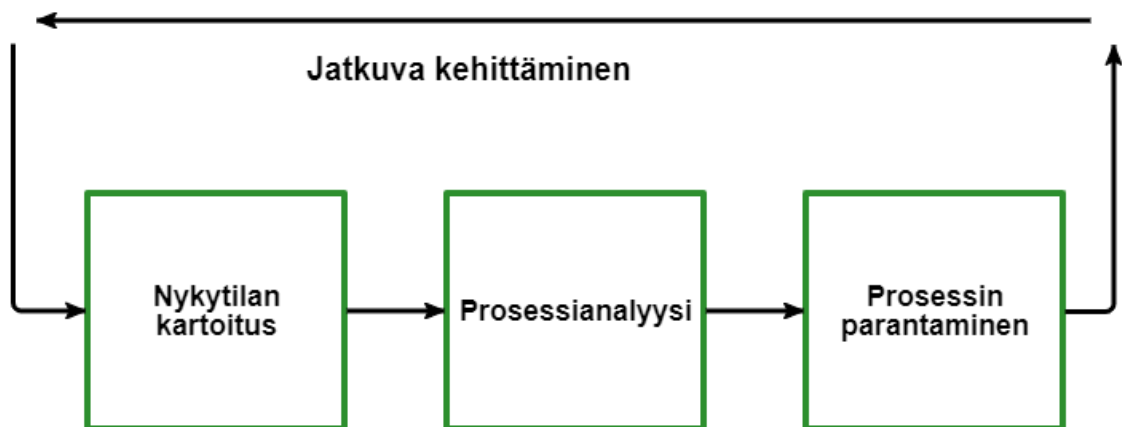 Jatkuva kehittäminen
Nykytilan
kartoitus
Prosessianalyysi
Prosessin
parantaminen